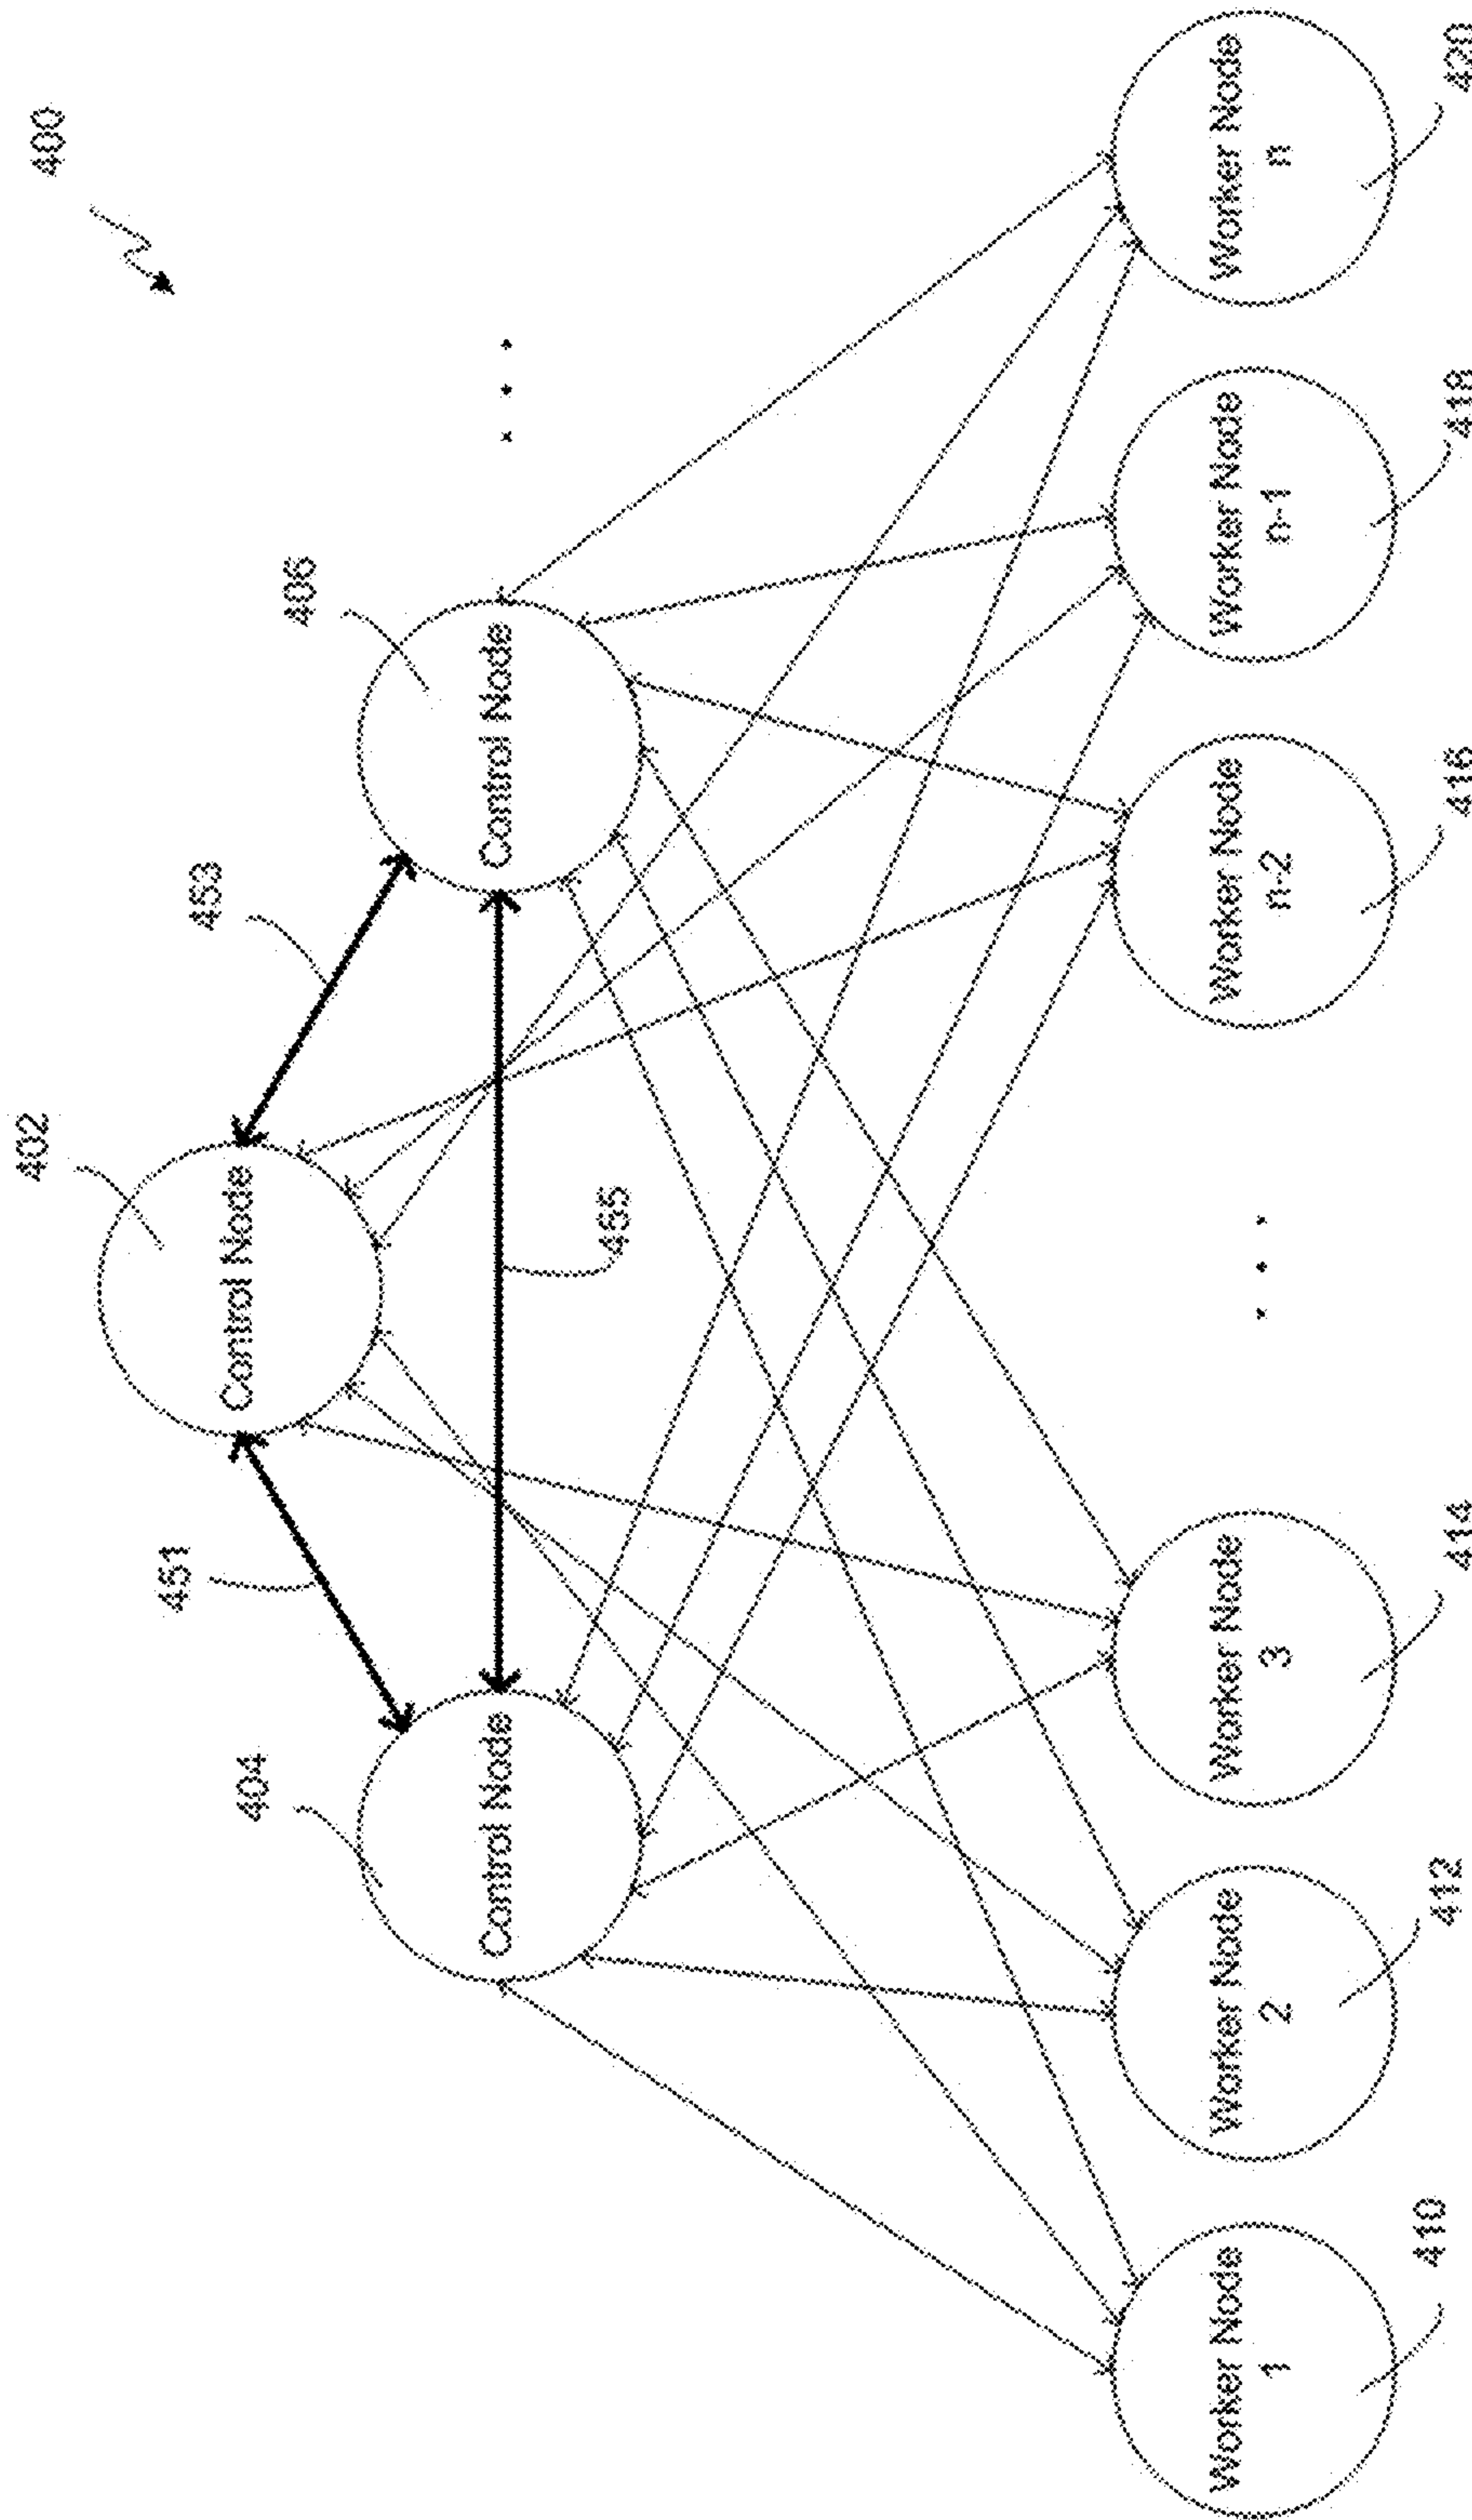 400
402
451
453
404
Control Node
406
Control Node
Control Node
455
Worker Node
1
Worker Node
2
Worker Node
3
. . .
Worker Node
n-2
Worker Node
n-1
Worker Node
n
. . .
410
412
414
416
418
420